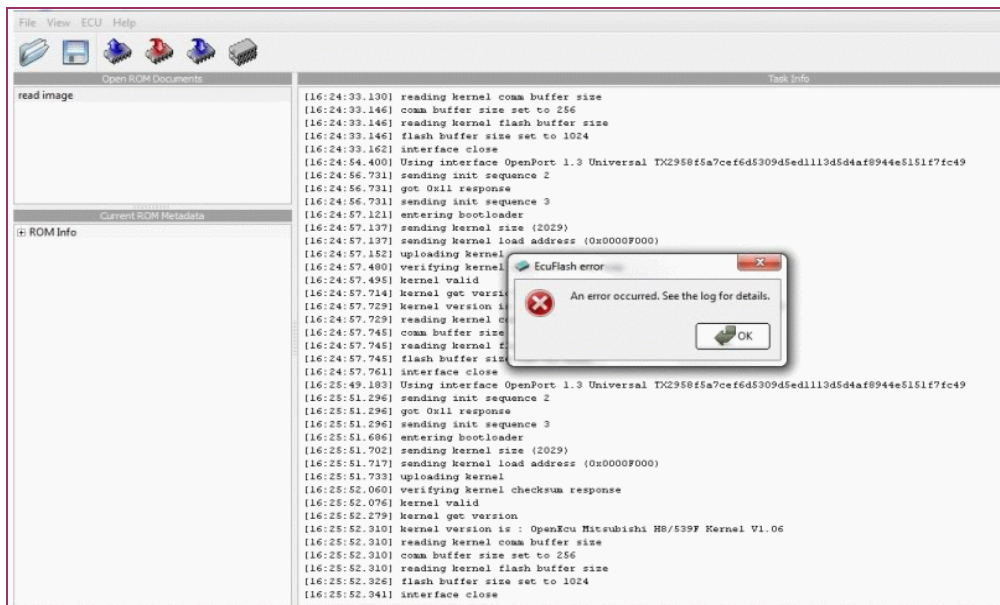 File View ECU Help
Open ROM Documents
Task Info
read image
Current ROM Metadata
ROM Info
[16:24:33.130] reading kernel comm buffer size
[16:24:33.146] comm buffer size set to 256
[16:24:33.146] reading kernel flash buffer size
[16:24:33.146] flash buffer size set to 1024
[16:24:33.162] interface close
[16:24:54.400] Using interface OpenPort 1.3 Universal
[16:24:56.731] sending init sequence 2
[16:24:56.731] got 0x11 response
[16:24:56.731] sending init sequence 3
[16:24:57.121] entering bootloader
[16:24:57.137] sending kernel size (2029)
[16:24:57.137] sending kernel load address (0x0000F000)
[16:24:57.152] uploading kernel
[16:24:57.480] verifying kernel
[16:24:57.495] kernel valid
[16:24:57.714] kernel get versi
[16:24:57.729] kernel version i
[16:24:57.729] reading kernel c
[16:24:57.745] comm buffer size
[16:24:57.745] reading kernel f
[16:24:57.745] flash buffer siz
[16:24:57.761] interface close
[16:25:49.183] Using interface OpenPort 1.3 Universal
[16:25:51.296] sending init sequence 2
[16:25:51.296] got 0x11 response
[16:25:51.296] sending init sequence 3
[16:25:51.686] entering bootloader
[16:25:51.702] sending kernel size (2029)
[16:25:51.717] sending kernel load address (0x0000F000)
[16:25:51.733] uploading kernel
[16:25:52.060] verifying kernel checksum response
[16:25:52.076] kernel valid
[16:25:52.279] kernel get version
[16:25:52.310] kernel version is : OpenEcu Mitsubishi H8/539F Kernel V1.06
[16:25:52.310] reading kernel comm buffer size
[16:25:52.310] comm buffer size set to 256
[16:25:52.310] reading kernel flash buffer size
[16:25:52.326] flash buffer size set to 1024
[16:25:52.341] interface close
EcuFlash error
An error occurred. See the log for details.
OK